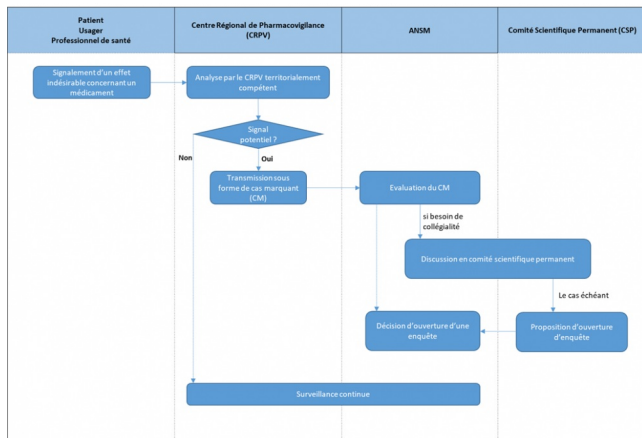 Patient
Usager
Professionnel de santé
Centre Régional de Pharmacovigilance
(CRPV)
ANSM
Comité Scientifique Permanent (CSP)
Signalement d'un effet
indésirable concernant un
médicament
Analyse par le CRPV territorialement
compétent
Signal
potentiel ?
Non
Oui
Transmission sous
forme de cas marquant
(CM)
Evaluation du CM
si besoin de
collégialité
Discussion en comité scientifique permanent
Le cas échéant
Décision d'ouverture d'une
enquête
Proposition d'ouverture
d'enquête
Surveillance continue